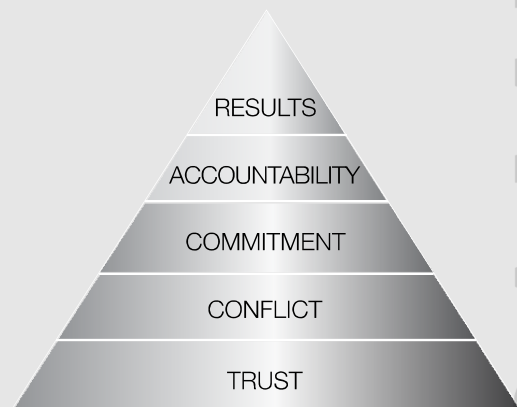 RESULTS
ACCOUNTABILITY
COMMITMENT
CONFLICT
TRUST